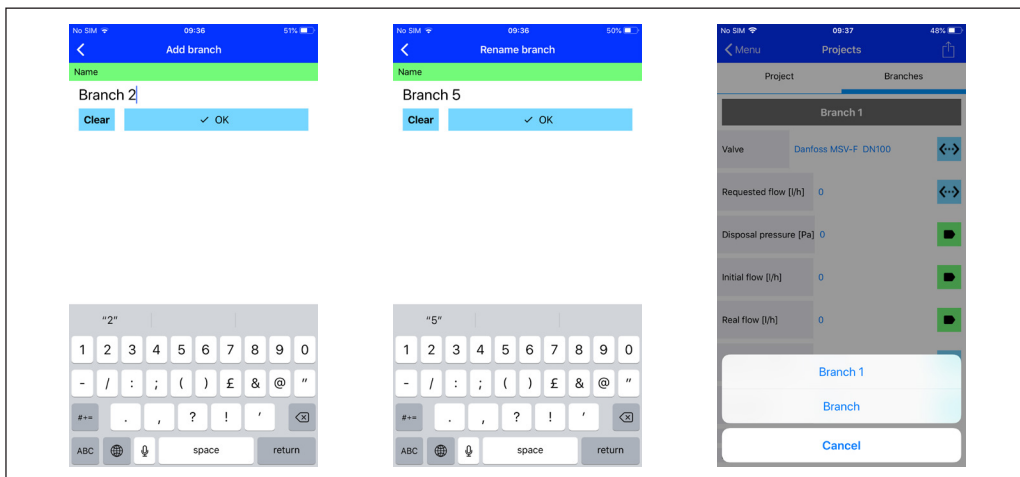 No SIM 09:36 51%
Add branch
Name
Branch 2
Clear ✓ OK
“2”
1 2 3 4 5 6 7 8 9 0
- / : ; ( ) £ & @ "
#+= . , ? ! '
ABC space return
No SIM 09:36 50%
Rename branch
Name
Branch 5
Clear ✓ OK
“5”
1 2 3 4 5 6 7 8 9 0
- / : ; ( ) £ & @ "
#+= . , ? ! '
ABC space return
No SIM 09:37 48%
Menu Projects
Project Branches
Branch 1
Valve Danfoss MSV-F DN100
Requested flow [l/h] 0
Disposal pressure [Pa] 0
Initial flow [l/h] 0
Real flow [l/h] 0
Branch 1
Branch
Cancel